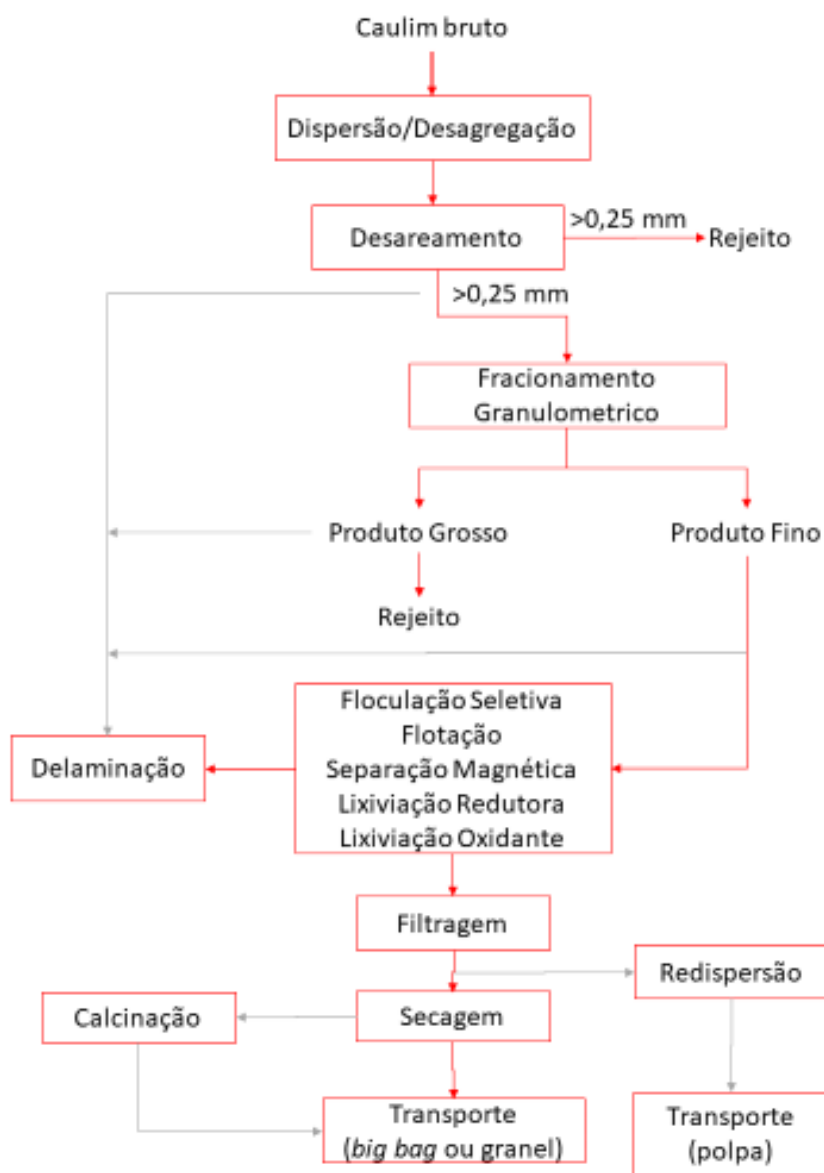 Caulim bruto
Dispersão/Desagregação
Desareamento
>0,25 mm
Rejeito
>0,25 mm
Fracionamento
Granulometrico
Produto Grosso
Produto Fino
Rejeito
Floculação Seletiva
Flotação
Separação Magnética
Lixiviação Redutora
Lixiviação Oxidante
Delaminação
Filtragem
Redispersão
Calcinação
Secagem
Transporte
(big bag ou granel)
Transporte
(polpa)